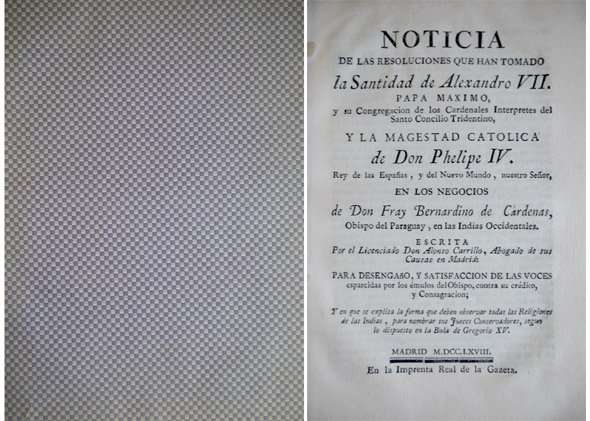 NOTICIA
DE LAS RESOLUCIONES QUE HAN TOMADO
la Santidad de Alexandro VII.
PAPA MAXIMO,
y su Congregacion de los Cardenales Interpretes del
Santo Concilio Tridentino,
Y LA MAGESTAD CATOLICA
de Don Phelipe IV.
Rey de las Españas, y del Nuevo Mundo, nuestro Señor,
EN LOS NEGOCIOS
de Don Fray Bernardino de Cardenas,
Obispo del Paraguay, en las Indias Occidentales.
ESCRITA
Por el Licenciado Don Alonso Carrillo, Abogado de sus
Causas en Madrid:
PARA DESENGAñO, Y SATISFACCION DE LAS VOCES
esparcidas por los émulos del Obispo, contra su crédito,
y Consagracion;
Y en que se explica la forma que deben observar todas las Religiones
de las Indias, para nombrar sus Jueces Conservadores, segun
lo dispuesto en la Bula de Gregorio XV.
MADRID M.DCC.LXVIII.
En la Imprenta Real de la Gazeta.